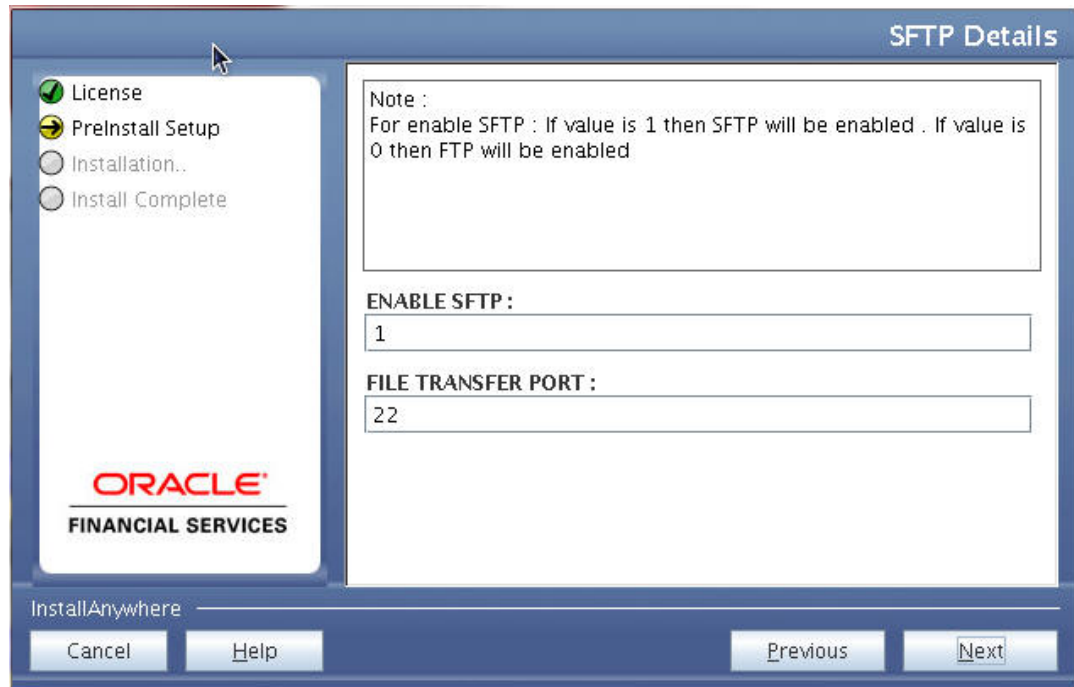 SFTP Details
License
PreInstall Setup
Installation..
Install Complete
Note :
For enable SFTP : If value is 1 then SFTP will be enabled . If value is
0 then FTP will be enabled
ENABLE SFTP :
1
FILE TRANSFER PORT :
22
ORACLE
FINANCIAL SERVICES
InstallAnywhere
Cancel
Help
Previous
Next